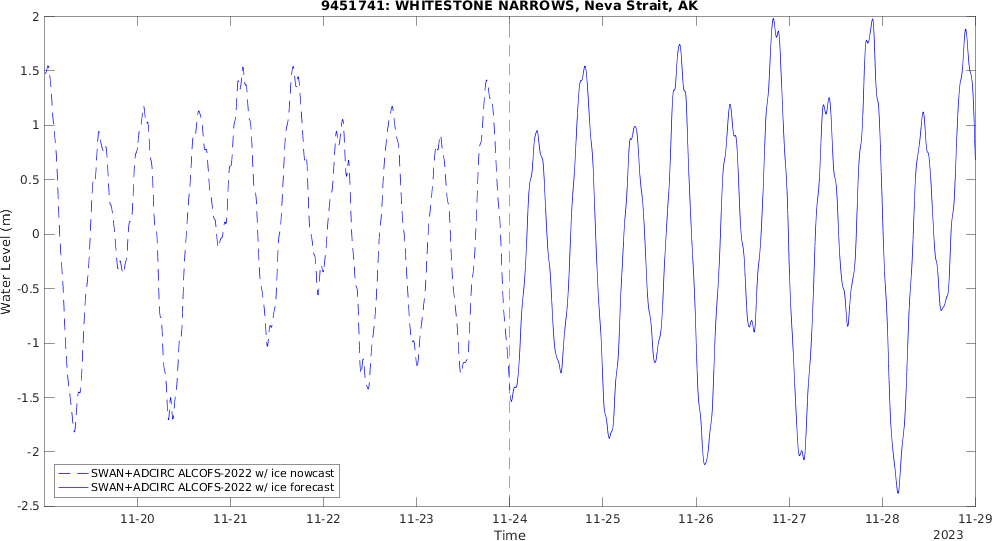 9451741: WHITESTONE NARROWS, Neva Strait, AK
Water Level (m)
2
1.5
1
0.5
0
-0.5
-1
-1.5
-2
-2.5
SWAN+ADCIRC ALCOFS-2022 w/ ice nowcast
SWAN+ADCIRC ALCOFS-2022 w/ ice forecast
11-20 11-21 11-22 11-23 11-24 11-25 11-26 11-27 11-28 11-29
Time
2023